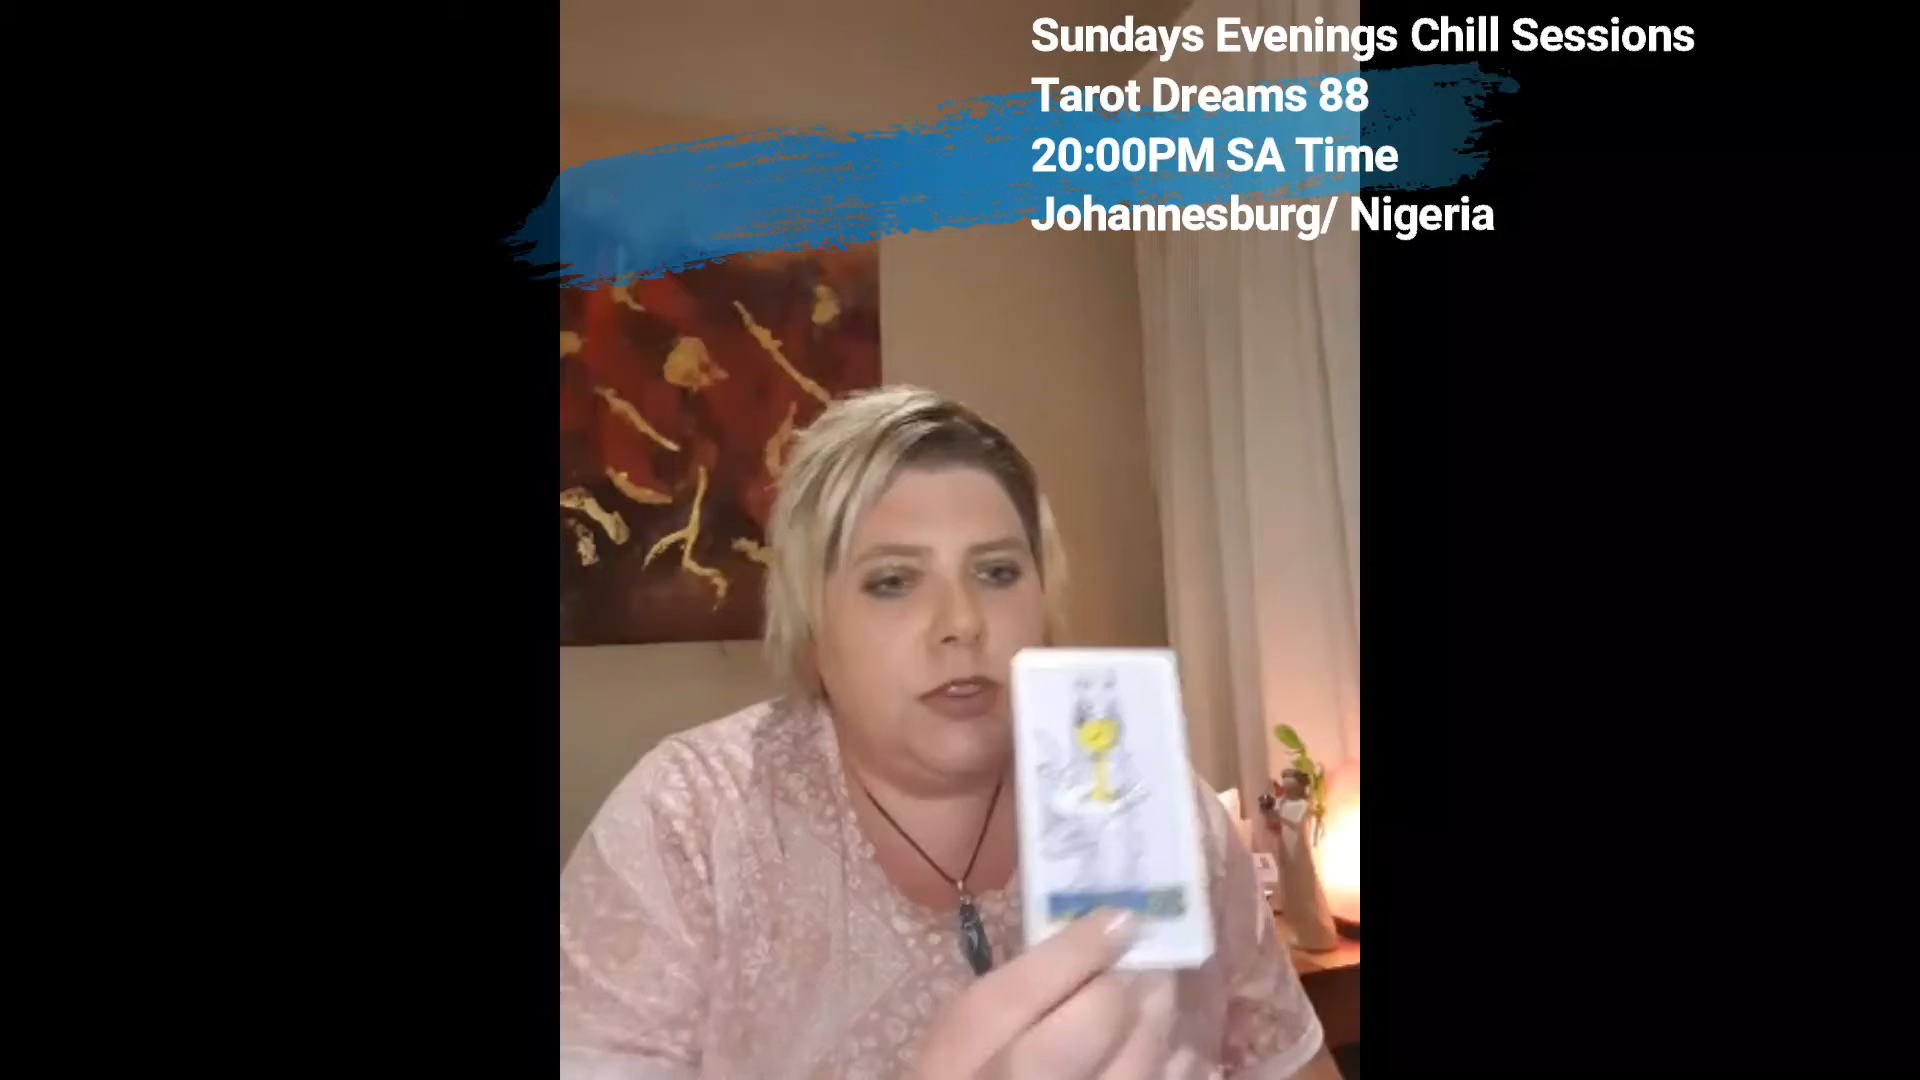 Sundays Evenings Chill Sessions
Tarot Dreams 88
20:00PM SA Time
Johannesburg/ Nigeria